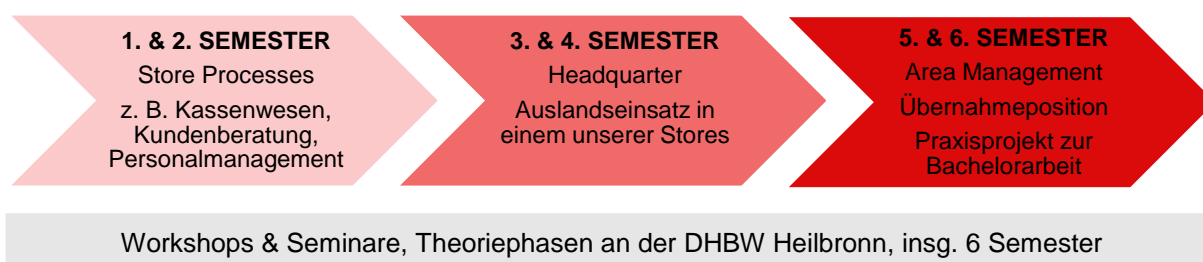 1. & 2. SEMESTER
Store Processes
z. B. Kassenwesen,
Kundenberatung,
Personalmanagement
3. & 4. SEMESTER
Headquarter
Auslandseinsatz in
einem unserer Stores
5. & 6. SEMESTER
Area Management
Übernahmeposition
Praxisprojekt zur
Bachelorarbeit
Workshops & Seminare, Theoriephasen an der DHBW Heilbronn, insg. 6 Semester